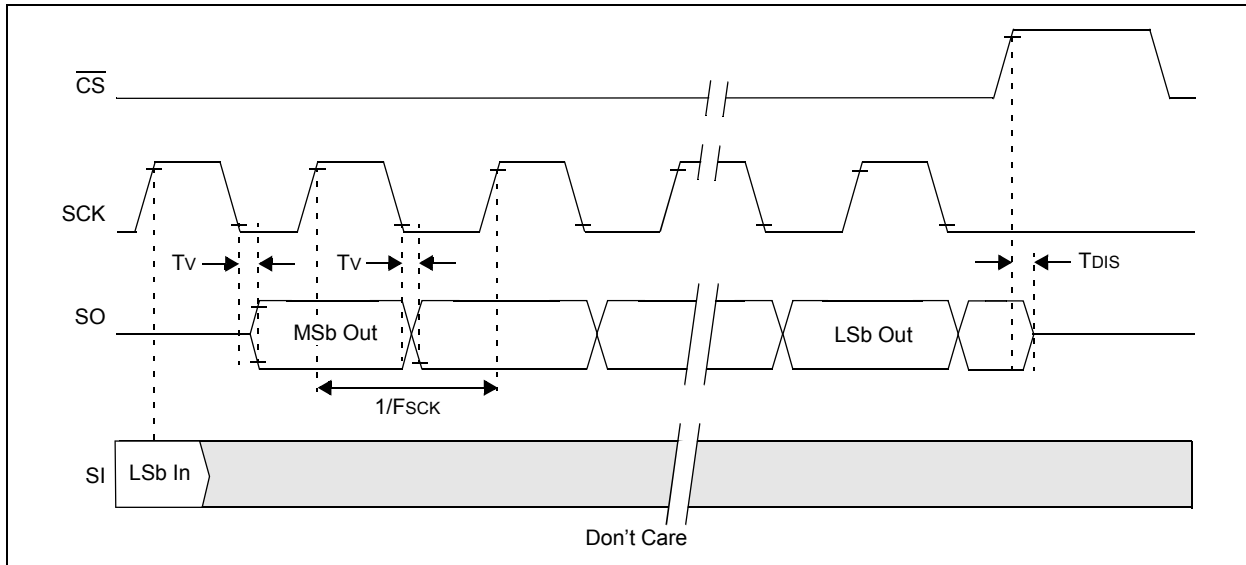 CS
SCK
TV
TV
TDIS
SO
MSb Out
LSb Out
1/FSCK
SI
LSb In
Don't Care